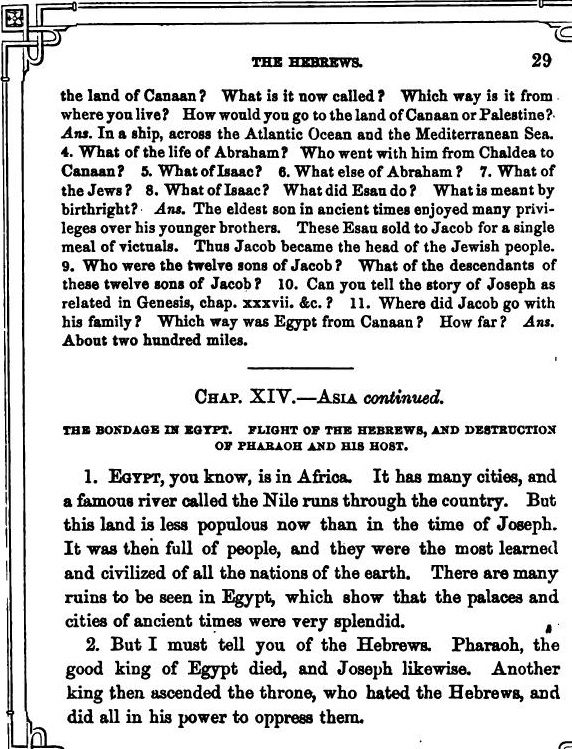 THE HEBREWS. 29
the land of Canaan? What is it now called? Which way is it from
where you live? How would you go to the land of Canaan or Palestine?
Ans. In a ship, across the Atlantic Ocean and the Mediterranean Sea.
4. What of the life of Abraham? Who went with him from Chaldea to
Canaan? 5. What of Isaac? 6. What else of Abraham? 7. What of
the Jews? 8. What of Isaac? What did Esau do? What is meant by
birthright? Ans. The eldest son in ancient times enjoyed many privi-
leges over his younger brothers. These Esau sold to Jacob for a single
meal of victuals. Thus Jacob became the head of the Jewish people.
9. Who were the twelve sons of Jacob? What of the descendants of
these twelve sons of Jacob? 10. Can you tell the story of Joseph as
related in Genesis, chap. xxxvii. &c.? 11. Where did Jacob go with
his family? Which way was Egypt from Canaan? How far? Ans.
About two hundred miles.
CHAP. XIV.—ASIA continued.
THE BONDAGE IN EGYPT. FLIGHT OF THE HEBREWS, AND DESTRUCTION
OF PHARAOH AND HIS HOST.
1. EGYPT, you know, is in Africa. It has many cities, and
a famous river called the Nile runs through the country. But
this land is less populous now than in the time of Joseph.
It was then full of people, and they were the most learned
and civilized of all the nations of the earth. There are many
ruins to be seen in Egypt, which show that the palaces and
cities of ancient times were very splendid.
2. But I must tell you of the Hebrews. Pharaoh, the
good king of Egypt died, and Joseph likewise. Another
king then ascended the throne, who hated the Hebrews, and
did all in his power to oppress them.